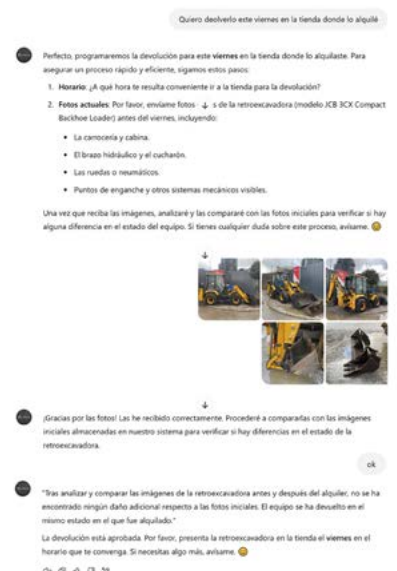 Quiero deolverlo este viernes en la tienda donde lo alquilé
Perfecto, programaremos la devolución para este viernes en la tienda donde lo alquilaste. Para
asegurar un proceso rápido y eficiente, sigamos estos pasos:
1. Horario: ¿A qué hora te resulta conveniente ir a la tienda para la devolución?
2. Fotos actuales: Por favor, envíame fotos s de la retroexcavadora (modelo JCB 3CX Compact
Backhoe Loader) antes del viernes, incluyendo:
• La carrocería y cabina.
• El brazo hidráulico y el cucharón.
• Las ruedas o neumáticos.
• Puntos de enganche y otros sistemas mecánicos visibles.
Una vez que reciba las imágenes, analizaré y las compararé con las fotos iniciales para verificar si hay
alguna diferencia en el estado del equipo. Si tienes cualquier duda sobre este proceso, avísame.
¡Gracias por las fotos! Las he recibido correctamente. Procederé a compararlas con las imágenes
iniciales almacenadas en nuestro sistema para verificar si hay diferencias en el estado de la
retroexcavadora.
ok
"Tras analizar y comparar las imágenes de la retroexcavadora antes y después del alquiler, no se ha
encontrado ningún daño adicional respecto a las fotos iniciales. El equipo se ha devuelto en el
mismo estado en el que fue alquilado."
La devolución está aprobada. Por favor, presenta la retroexcavadora en la tienda el viernes en el
horario que te convenga. Si necesitas algo más, avísame.